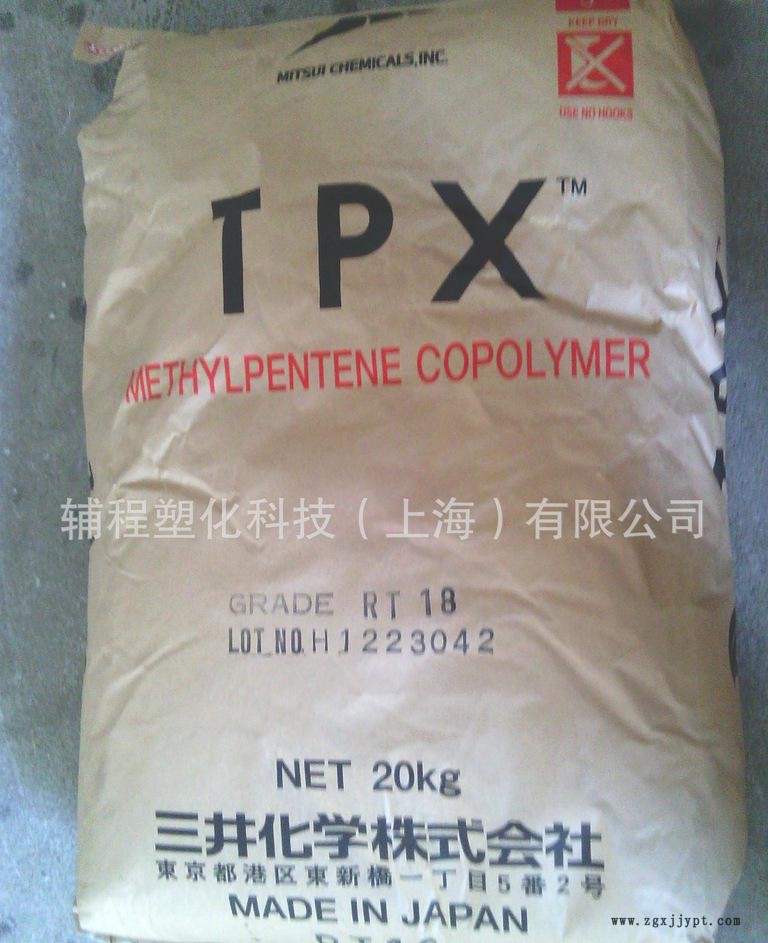 MITSUI CHEMICALS, INC.
KEEP DRY
USE NO HOOKS
TPX™
METHYLPENTENE COPOLYMER
辅程塑化科技（上海）有限公司
GRADE RT 18
LOT NO. H1223042
NET 20kg
三井化学株式会社
東京都港区東新橋一丁目5番2号
MADE IN JAPAN
www.zgxjjypt.com